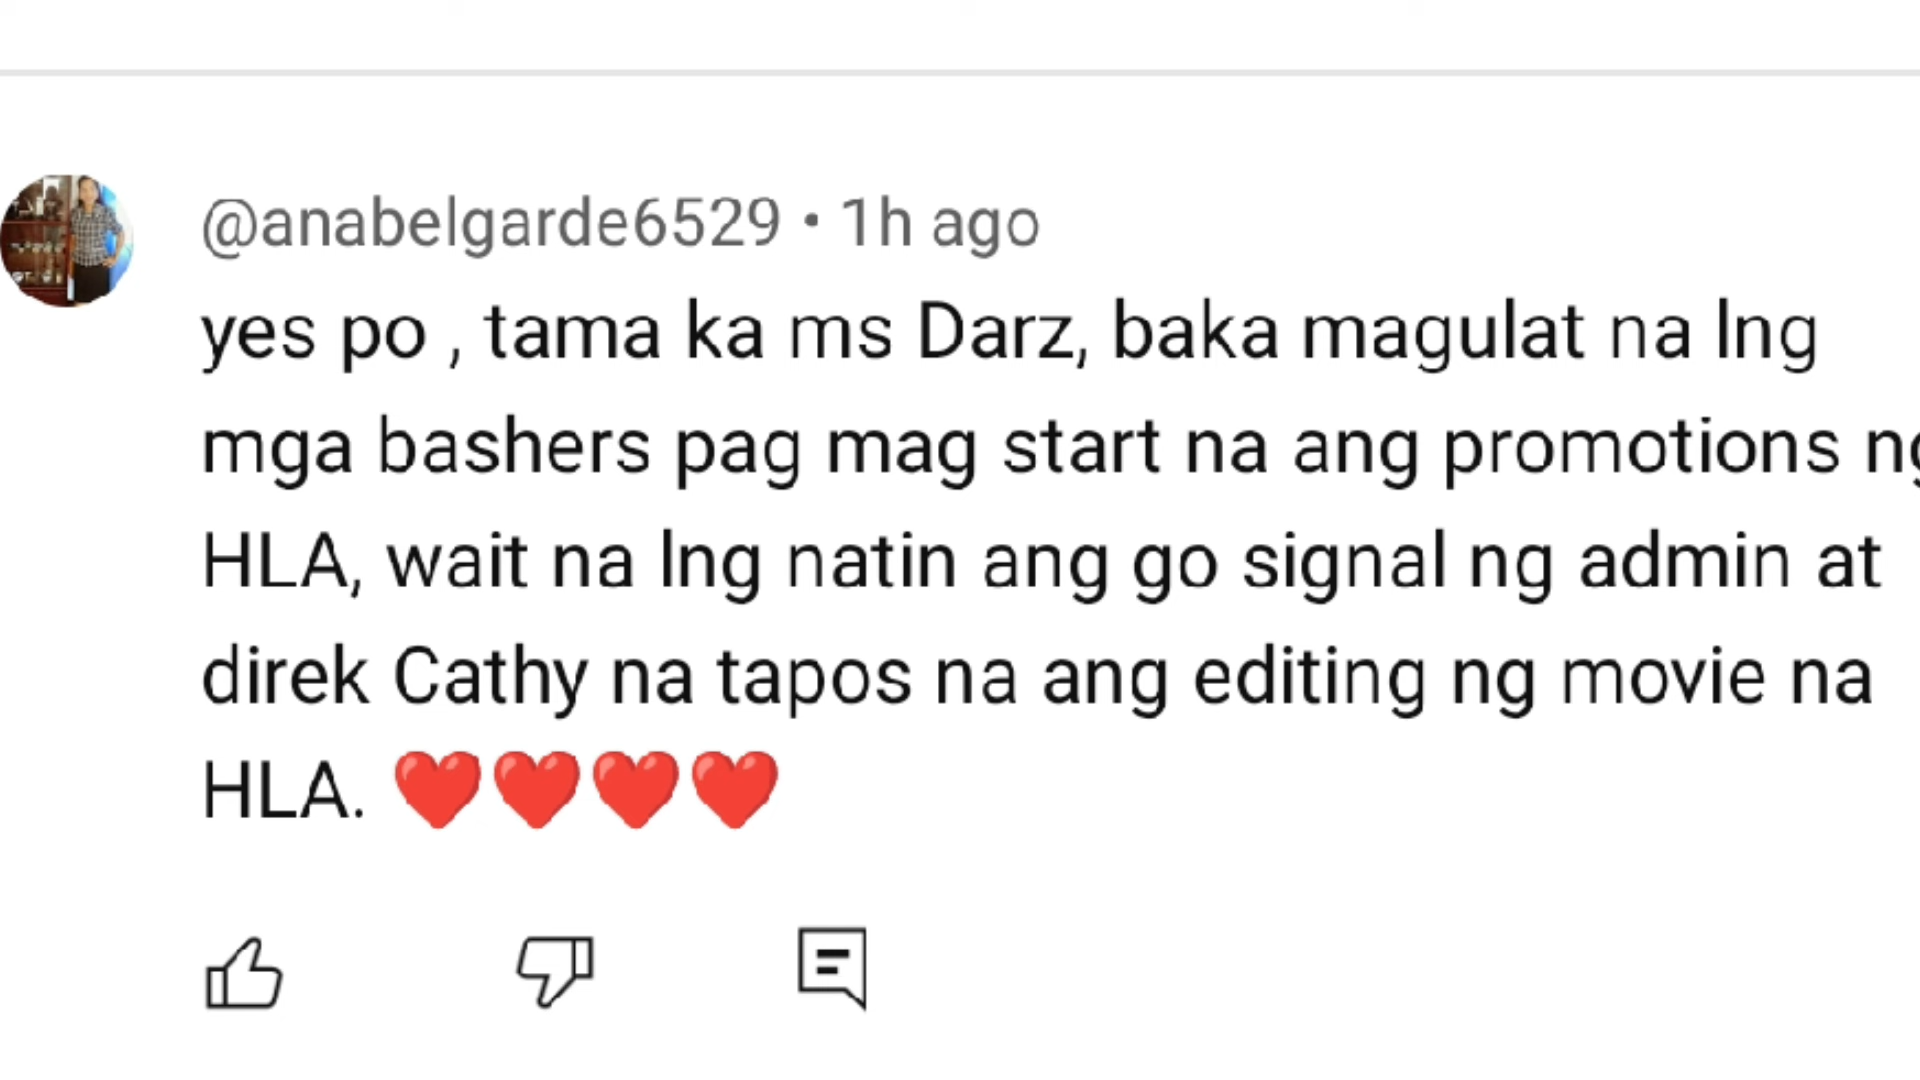 @anabelgarde6529 • 1h ago
yes po , tama ka ms Darz, baka magulat na lng
mga bashers pag mag start na ang promotions ng
HLA, wait na lng natin ang go signal ng admin at
direk Cathy na tapos na ang editing ng movie na
HLA. ❤️❤️❤️❤️